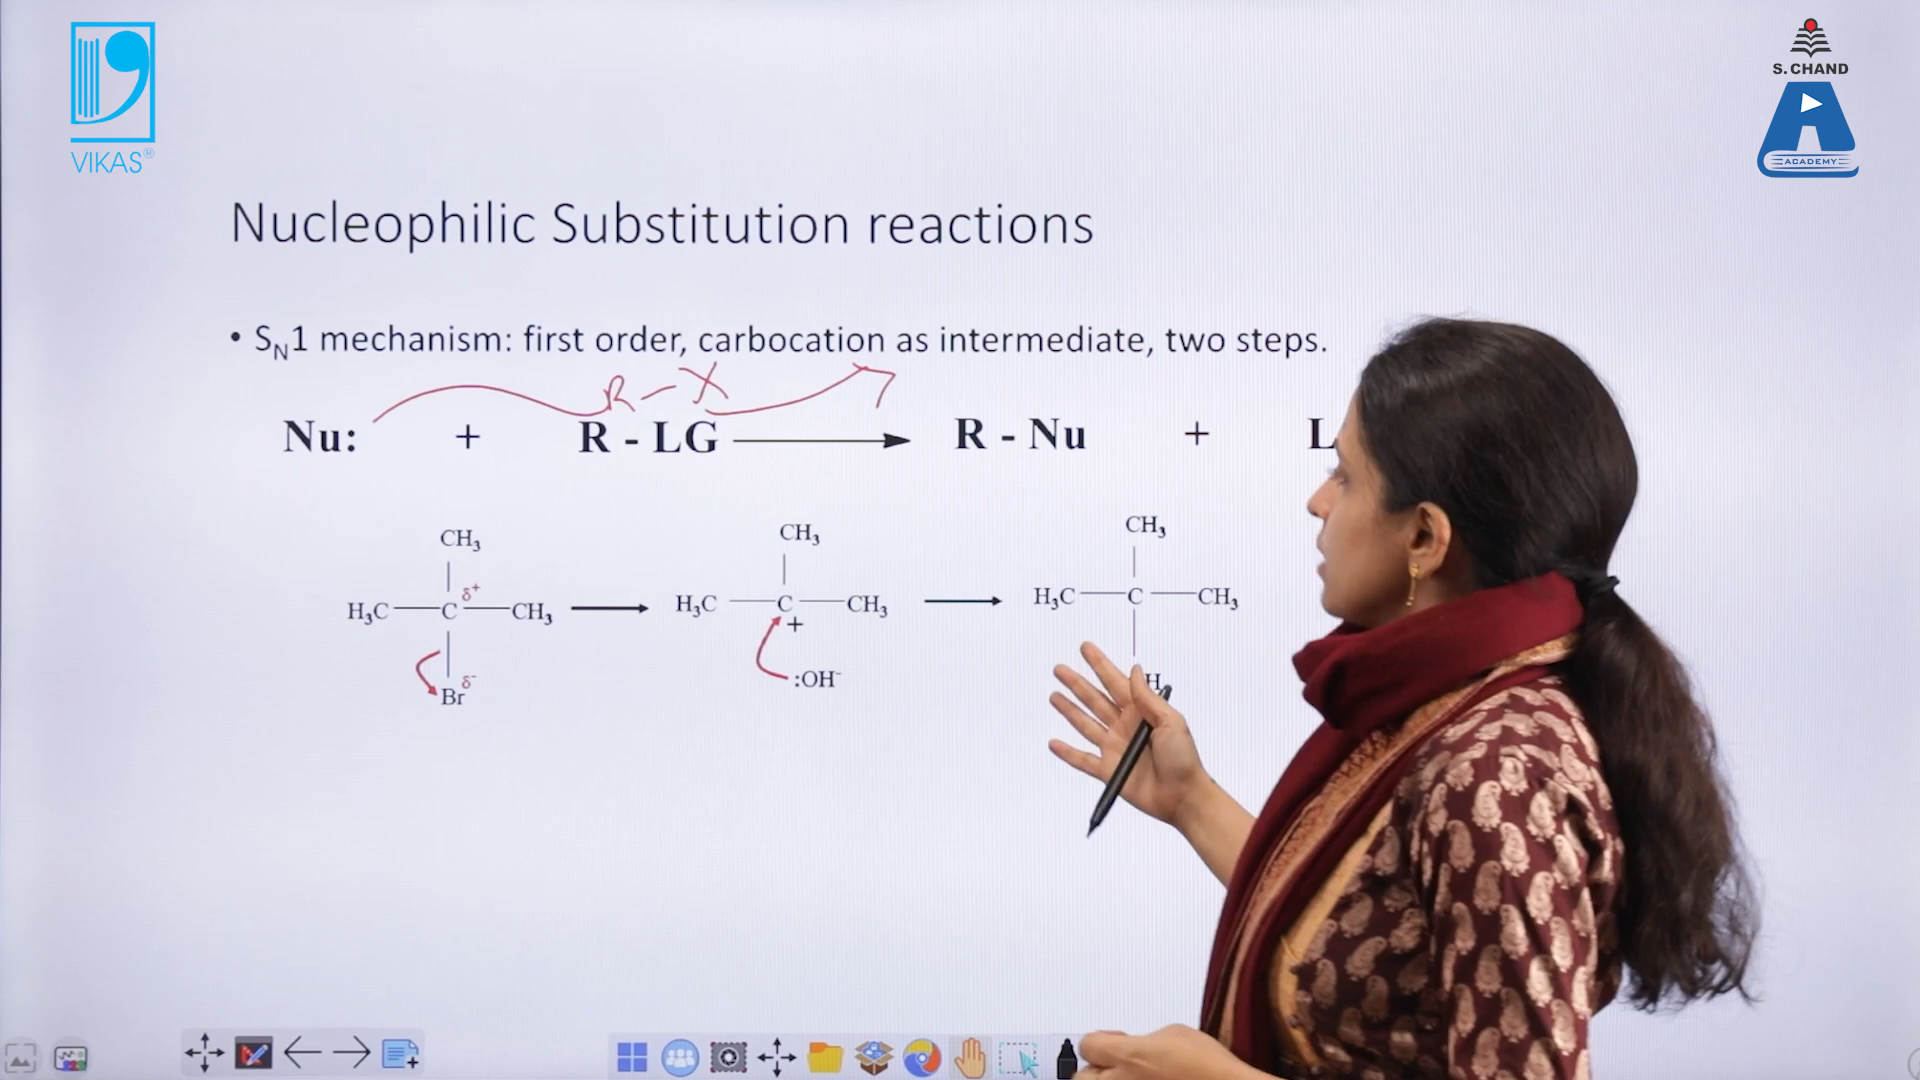 VIKAS®
S. CHAND
ACADEMY
Nucleophilic Substitution reactions
• S_N1 mechanism: first order, carbocation as intermediate, two steps.
R – X
Nu: + R - LG → R - Nu + L
CH₃ CH₃ CH₃
H₃C — C δ⁺ — CH₃ → H₃C — C — CH₃ → H₃C — C — CH₃
+
Br δ⁻ :OH⁻ H